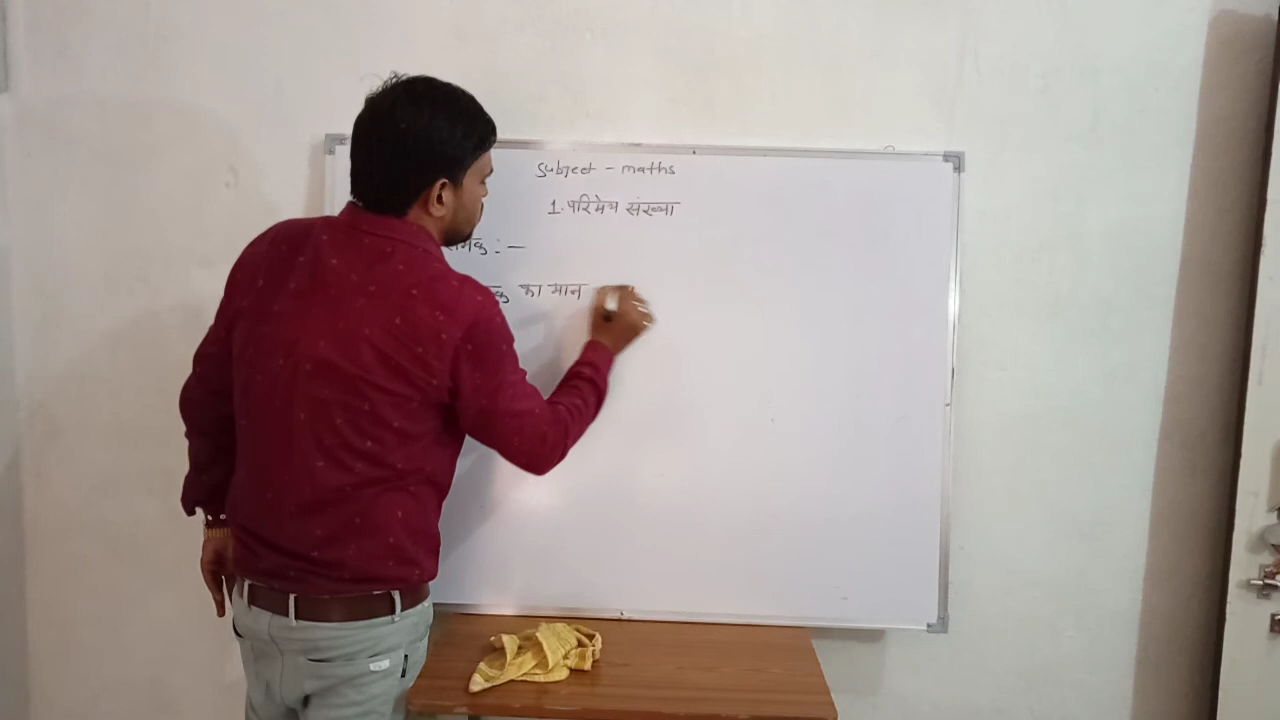 Subject - maths
1. परिमेय संख्या
:-
का मान